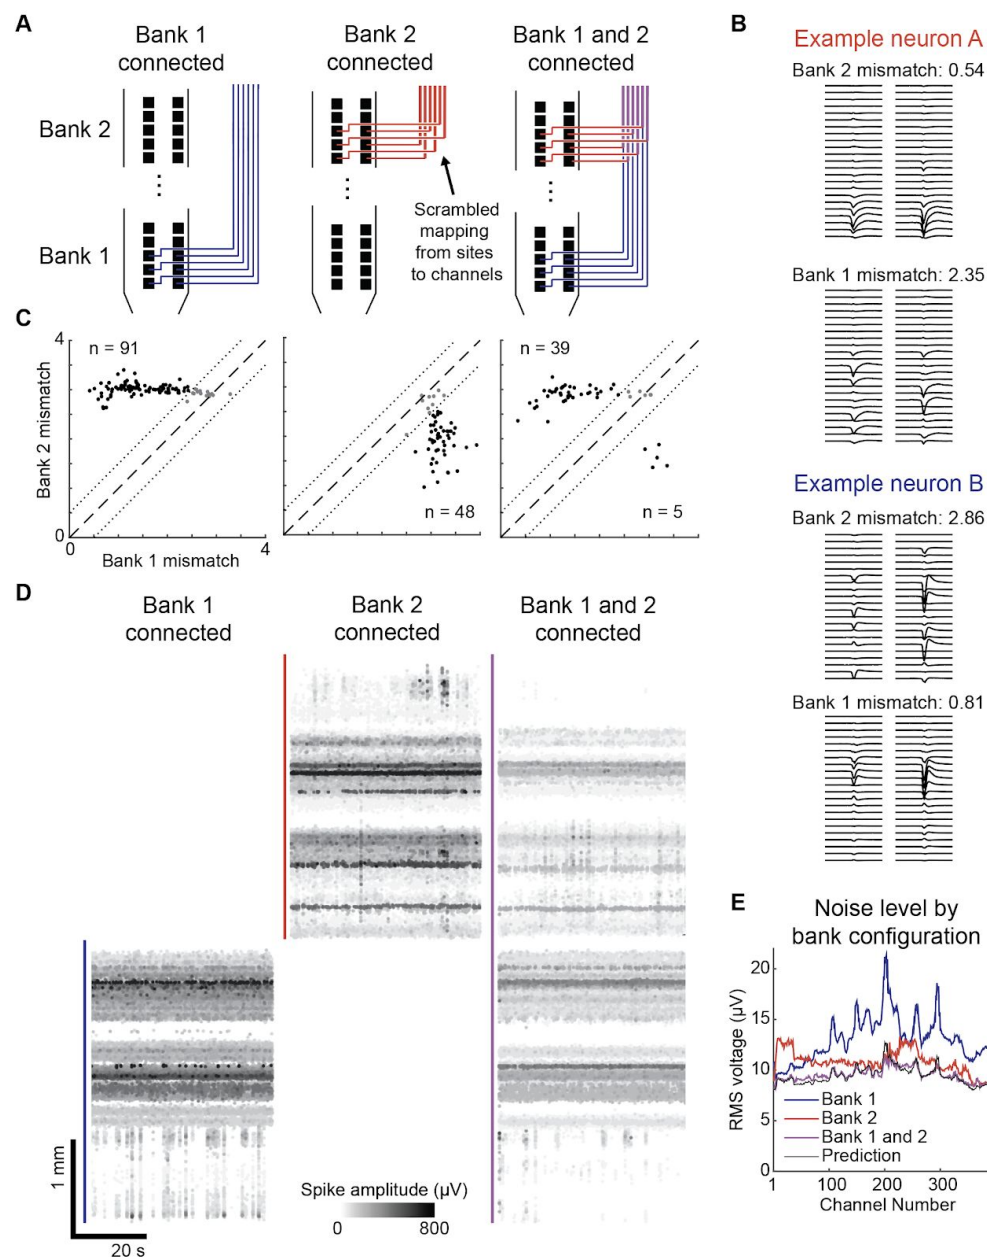 A
Bank 1
connected
Bank 2
connected
Bank 1 and 2
connected
Bank 2
Bank 1
Scrambled
mapping
from sites
to channels
B
Example neuron A
Bank 2 mismatch: 0.54
Bank 1 mismatch: 2.35
Example neuron B
Bank 2 mismatch: 2.86
Bank 1 mismatch: 0.81
C
4
n = 91
n = 39
Bank 2 mismatch
n = 48
n = 5
0
0
4
Bank 1 mismatch
D
Bank 1
connected
Bank 2
connected
Bank 1 and 2
connected
1 mm
20 s
Spike amplitude (µV)
0
800
E
Noise level by
bank configuration
RMS voltage (µV)
20
15
10
5
0
Bank 1
Bank 2
Bank 1 and 2
Prediction
1
100
200
300
Channel Number